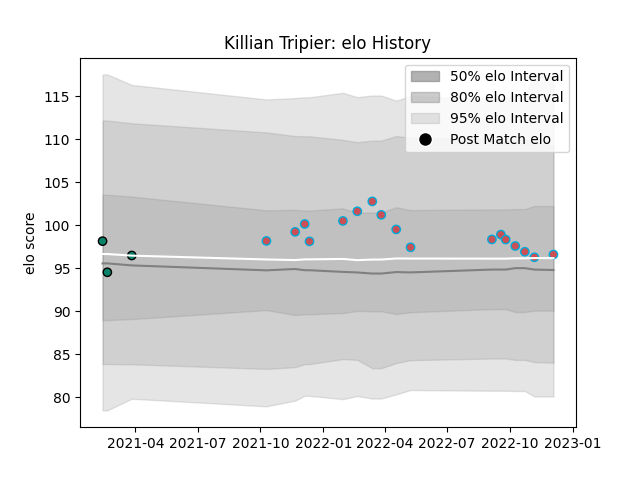 Killian Tripier: elo History
50% elo Interval
80% elo Interval
95% elo Interval
Post Match elo
elo score
115
110
105
100
95
90
85
80
2021-04 2021-07 2021-10 2022-01 2022-04 2022-07 2022-10 2023-01